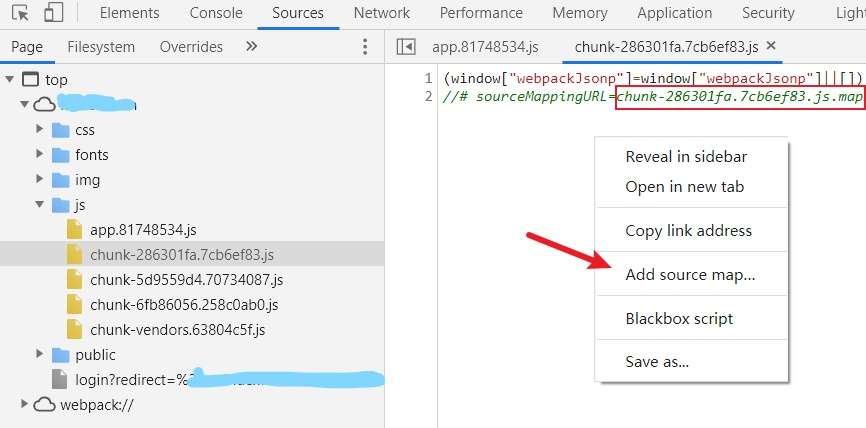 Elements Console Sources Network Performance Memory Application Security Ligh
Page Filesystem Overrides »
app.81748534.js chunk-286301fa.7cb6ef83.js ×
top
css
fonts
img
js
app.81748534.js
chunk-286301fa.7cb6ef83.js
chunk-5d9559d4.70734087.js
chunk-6fb86056.258c0ab0.js
chunk-vendors.63804c5f.js
public
login?redirect=%
webpack://
1 (window["webpackJsonp"]=window["webpackJsonp"]||[])
2 //# sourceMappingURL=chunk-286301fa.7cb6ef83.js.map
Reveal in sidebar
Open in new tab
Copy link address
Add source map...
Blackbox script
Save as...